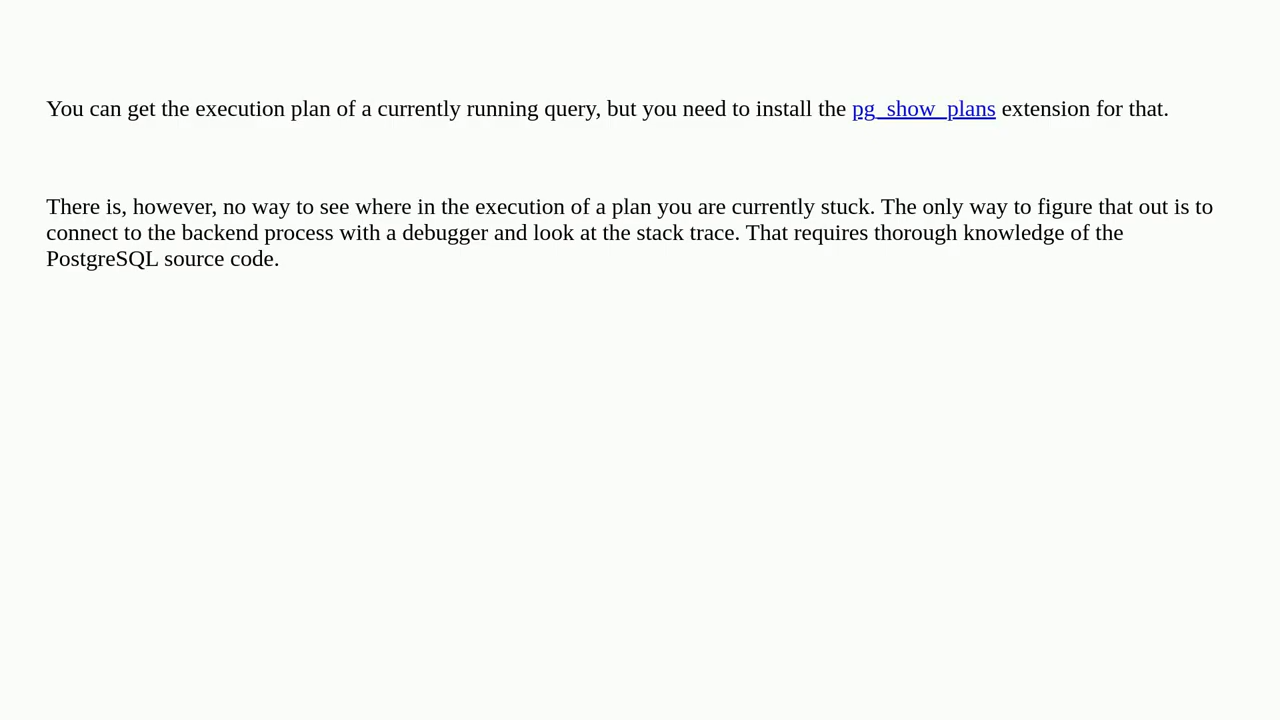 You can get the execution plan of a currently running query, but you need to install the pg_show_plans extension for that.
There is, however, no way to see where in the execution of a plan you are currently stuck. The only way to figure that out is to
connect to the backend process with a debugger and look at the stack trace. That requires thorough knowledge of the
PostgreSQL source code.